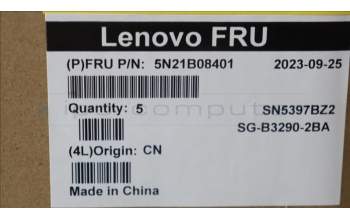 Lenovo FRU
(P)FRU P/N: 5N21B08401 2023-09-25
Quantity: 5 SN5397BZ2
SG-B3290-2BA
(4L)Origin: CN
Made in China